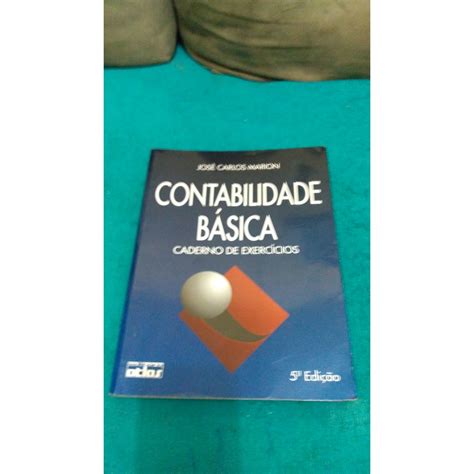 JOSÉ CARLOS MARION
CONTABILIDADE
BÁSICA
CADERNO DE EXERCÍCIOS
atlas
5ª Edição